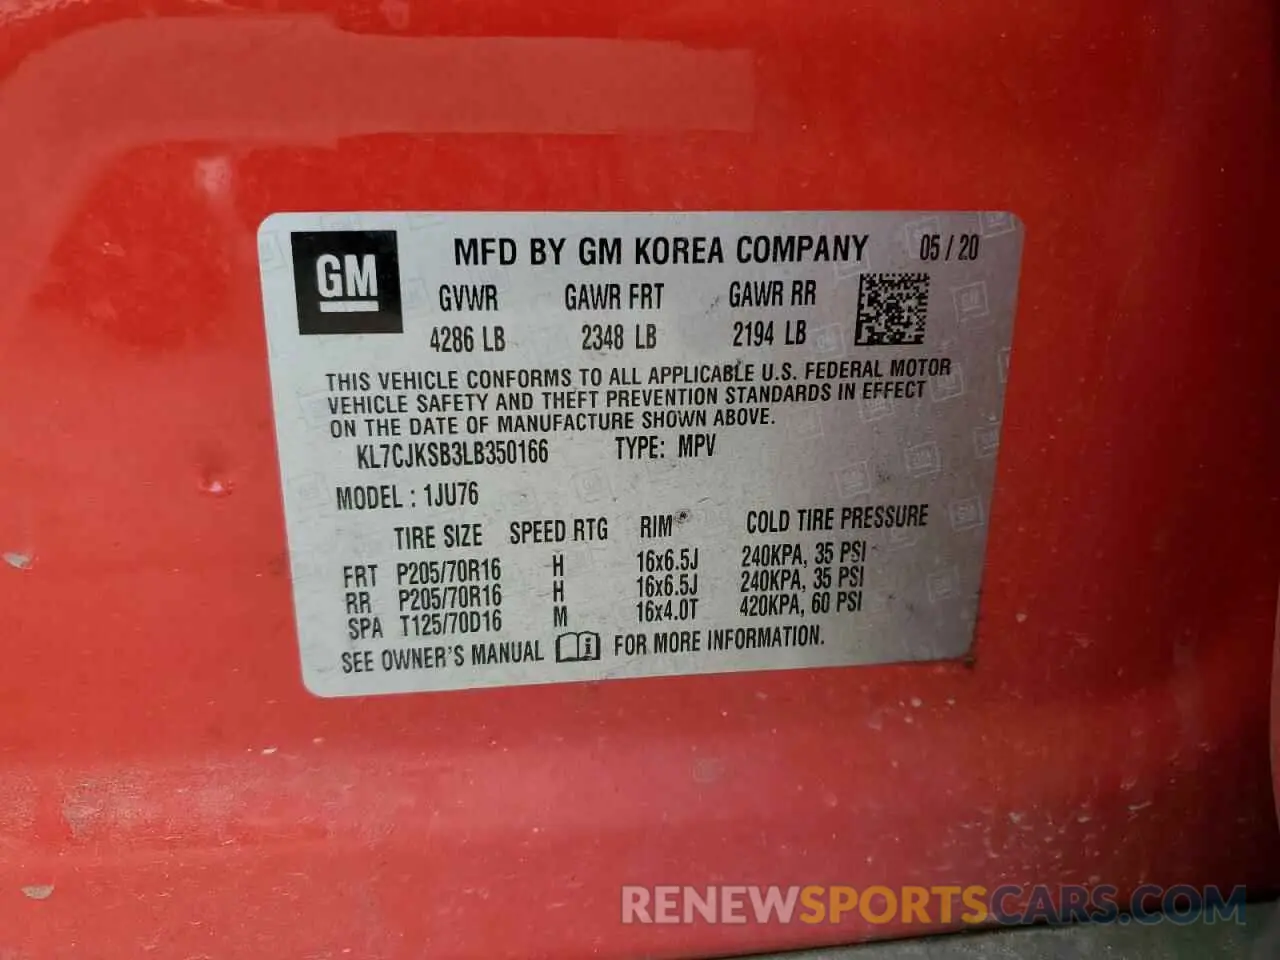 GM
MFD BY GM KOREA COMPANY 05 / 20
GVWR GAWR FRT GAWR RR
4286 LB 2348 LB 2194 LB
THIS VEHICLE CONFORMS TO ALL APPLICABLE U.S. FEDERAL MOTOR
VEHICLE SAFETY AND THEFT PREVENTION STANDARDS IN EFFECT
ON THE DATE OF MANUFACTURE SHOWN ABOVE.
KL7CJKSB3LB350166 TYPE: MPV
MODEL : 1JU76
TIRE SIZE SPEED RTG RIM COLD TIRE PRESSURE
FRT P205/70R16 H 16x6.5J 240KPA, 35 PSI
RR P205/70R16 H 16x6.5J 240KPA, 35 PSI
SPA T125/70D16 M 16x4.0T 420KPA, 60 PSI
SEE OWNER'S MANUAL i FOR MORE INFORMATION.
RENEWSPORTSCARS.COM